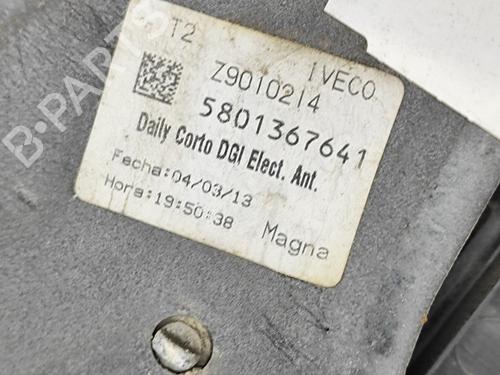 T2 IVECO
Z9010214
5801367641
Daily Corto DGI Elect. Ant.
Fecha:04/03/13
Hora:19:50:38 Magna
B-PARTS